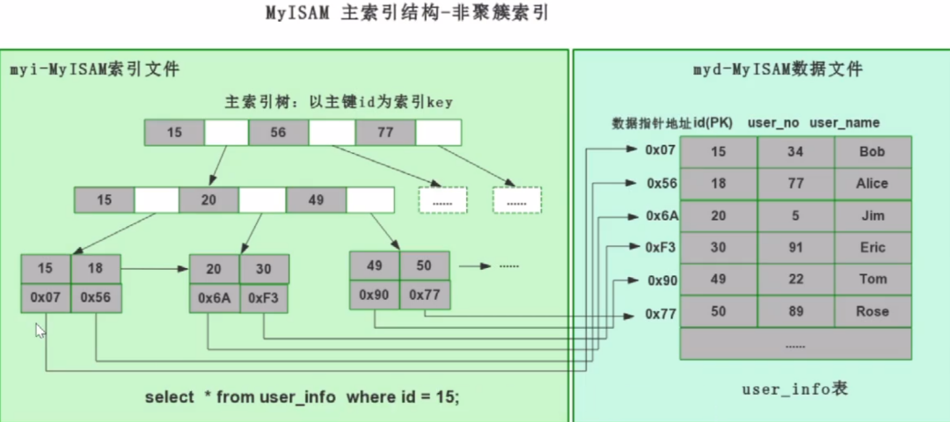 MyISAM 主索引结构-非聚簇索引
myi-MyISAM索引文件
主索引树：以主键id为索引key
15 56 77
15 20 49
...... ......
15 18
0x07 0x56
20 30
0x6A 0xF3
49 50
0x90 0x77
......
select * from user_info where id = 15;
myd-MyISAM数据文件
数据指针地址 id(PK) user_no user_name
0x07 15 34 Bob
0x56 18 77 Alice
0x6A 20 5 Jim
0xF3 30 91 Eric
0x90 49 22 Tom
0x77 50 89 Rose
......
user_info表